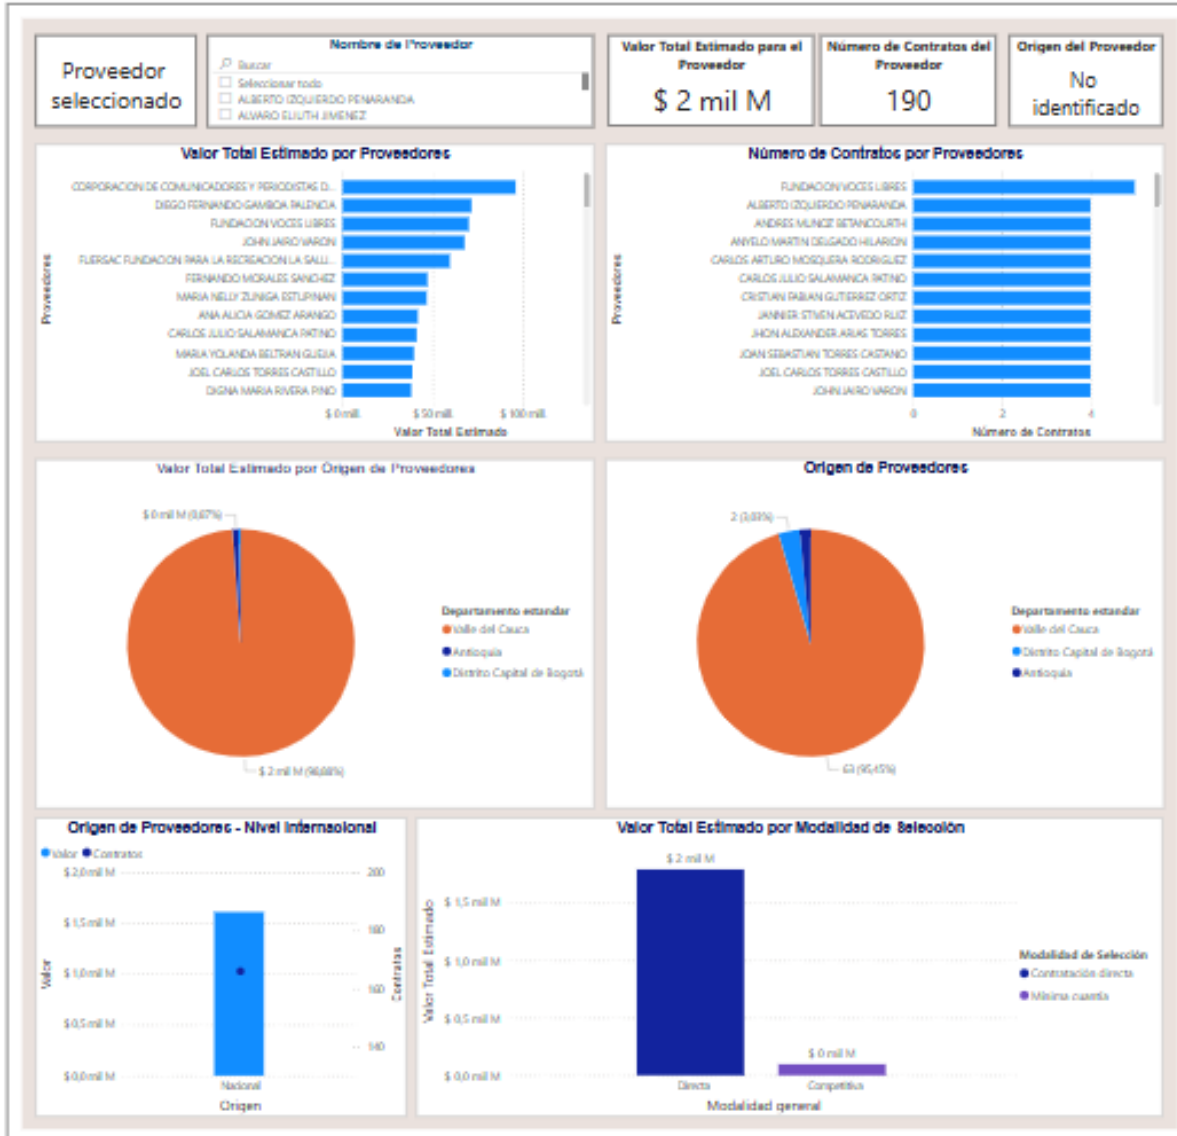 Proveedor
seleccionado
Nombre de Proveedor
Buscar
Seleccionar todo
ALBERTO IZQUIERDO PENARANDA
ALVARO ELIUTH JIMENEZ
Valor Total Estimado para el
Proveedor
$ 2 mil M
Número de Contratos del
Proveedor
190
Origen del Proveedor
No
identificado
Valor Total Estimado por Proveedores
CORPORACION DE COMUNICADORES Y PERIODISTAS D...
DIEGO FERNANDO GAMBOA PALENCIA
FUNDACION VOCES LIBRES
JOHN JAIRO VARON
FUERSAC FUNDACION PARA LA RECREACION LA SALU...
FERNANDO MORALES SANCHEZ
MARIA NELLY ZUNIGA ESTUPINAN
ANA ALICIA GOMEZ ARANGO
CARLOS JULIO SALAMANCA PATINO
MARIA YOLANDA BELTRAN GUEJIA
JOEL CARLOS TORRES CASTILLO
DIGNA MARIA RIVERA PINO
Proveedores
$ 0 mill. $ 50 mill. $ 100 mill.
Valor Total Estimado
Número de Contratos por Proveedores
FUNDACION VOCES LIBRES
ALBERTO IZQUIERDO PENARANDA
ANDRES MUNOZ BETANCOURTH
ANYELO MARTIN DELGADO HILARION
CARLOS ARTURO MOSQUERA RODRIGUEZ
CARLOS JULIO SALAMANCA PATINO
CRISTIAN FABIAN GUTIERREZ ORTIZ
JANNIER STIVEN ACEVEDO RUIZ
JHON ALEXANDER ARIAS TORRES
JOAN SEBASTIAN TORRES CASTANO
JOEL CARLOS TORRES CASTILLO
JOHN JAIRO VARON
Proveedores
0 2 4
Número de Contratos
Valor Total Estimado por Origen de Proveedores
$ 0 mil M (0,67%)
$ 2 mil M
Departamento estandar
Valle del Cauca
Antioquia
Distrito Capital de Bogotá
Origen de Proveedores
2 (3,03%)
63 (95,45%)
Departamento estandar
Valle del Cauca
Distrito Capital de Bogotá
Antioquia
Origen de Proveedores - Nivel Internacional
Valor Contratos
$ 2,0 mil M
$ 1,5 mil M
$ 1,0 mil M
$ 0,5 mil M
$ 0,0 mil M
Valor
200
180
160
140
Contratos
Nacional
Origen
Valor Total Estimado por Modalidad de Selección
$ 2 mil M
$ 0 mil M
$ 1,5 mil M
$ 1,0 mil M
$ 0,5 mil M
$ 0,0 mil M
Valor Total Estimado
Directa Competitiva
Modalidad general
Modalidad de Selección
Contratación directa
Mínima cuantía